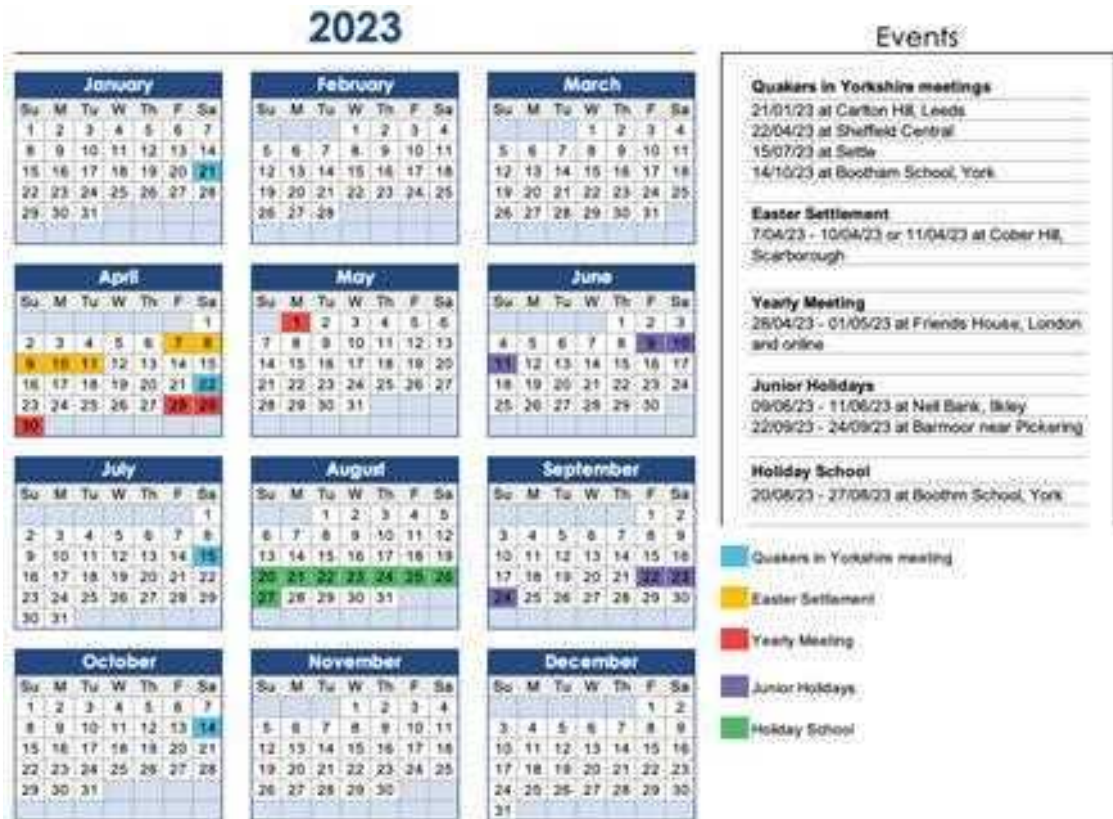 2023
January
Su M Tu W Th F Sa
1 2 3 4 5 6 7
8 9 10 11 12 13 14
15 16 17 18 19 20 21
22 23 24 25 26 27 28
29 30 31
February
Su M Tu W Th F Sa
1 2 3 4
5 6 7 8 9 10 11
12 13 14 15 16 17 18
19 20 21 22 23 24 25
26 27 28
March
Su M Tu W Th F Sa
1 2 3 4
5 6 7 8 9 10 11
12 13 14 15 16 17 18
19 20 21 22 23 24 25
26 27 28 29 30 31
April
Su M Tu W Th F Sa
1
2 3 4 5 6 7 8
9 10 11 12 13 14 15
16 17 18 19 20 21 22
23 24 25 26 27 28 29
30
May
Su M Tu W Th F Sa
1 2 3 4 5 6
7 8 9 10 11 12 13
14 15 16 17 18 19 20
21 22 23 24 25 26 27
28 29 30 31
June
Su M Tu W Th F Sa
1 2 3
4 5 6 7 8 9 10
11 12 13 14 15 16 17
18 19 20 21 22 23 24
25 26 27 28 29 30
July
Su M Tu W Th F Sa
1
2 3 4 5 6 7 8
9 10 11 12 13 14 15
16 17 18 19 20 21 22
23 24 25 26 27 28 29
30 31
August
Su M Tu W Th F Sa
1 2 3 4 5
6 7 8 9 10 11 12
13 14 15 16 17 18 19
20 21 22 23 24 25 26
27 28 29 30 31
September
Su M Tu W Th F Sa
1 2
3 4 5 6 7 8 9
10 11 12 13 14 15 16
17 18 19 20 21 22 23
24 25 26 27 28 29 30
October
Su M Tu W Th F Sa
1 2 3 4 5 6 7
8 9 10 11 12 13 14
15 16 17 18 19 20 21
22 23 24 25 26 27 28
29 30 31
November
Su M Tu W Th F Sa
1 2 3 4
5 6 7 8 9 10 11
12 13 14 15 16 17 18
19 20 21 22 23 24 25
26 27 28 29 30
December
Su M Tu W Th F Sa
1 2
3 4 5 6 7 8 9
10 11 12 13 14 15 16
17 18 19 20 21 22 23
24 25 26 27 28 29 30
31
Events
Quakers in Yorkshire meetings
21/01/23 at Carlton Hill, Leeds
22/04/23 at Sheffield Central
15/07/23 at Settle
14/10/23 at Bootham School, York
Easter Settlement
7/04/23 - 10/04/23 or 11/04/23 at Cober Hill,
Scarborough
Yearly Meeting
28/04/23 - 01/05/23 at Friends House, London
and online
Junior Holidays
09/06/23 - 11/06/23 at Nell Bank, Ilkley
22/09/23 - 24/09/23 at Barmoor near Pickering
Holiday School
20/08/23 - 27/08/23 at Boothm School, York
Quakers in Yorkshire meeting
Easter Settlement
Yearly Meeting
Junior Holidays
Holiday School